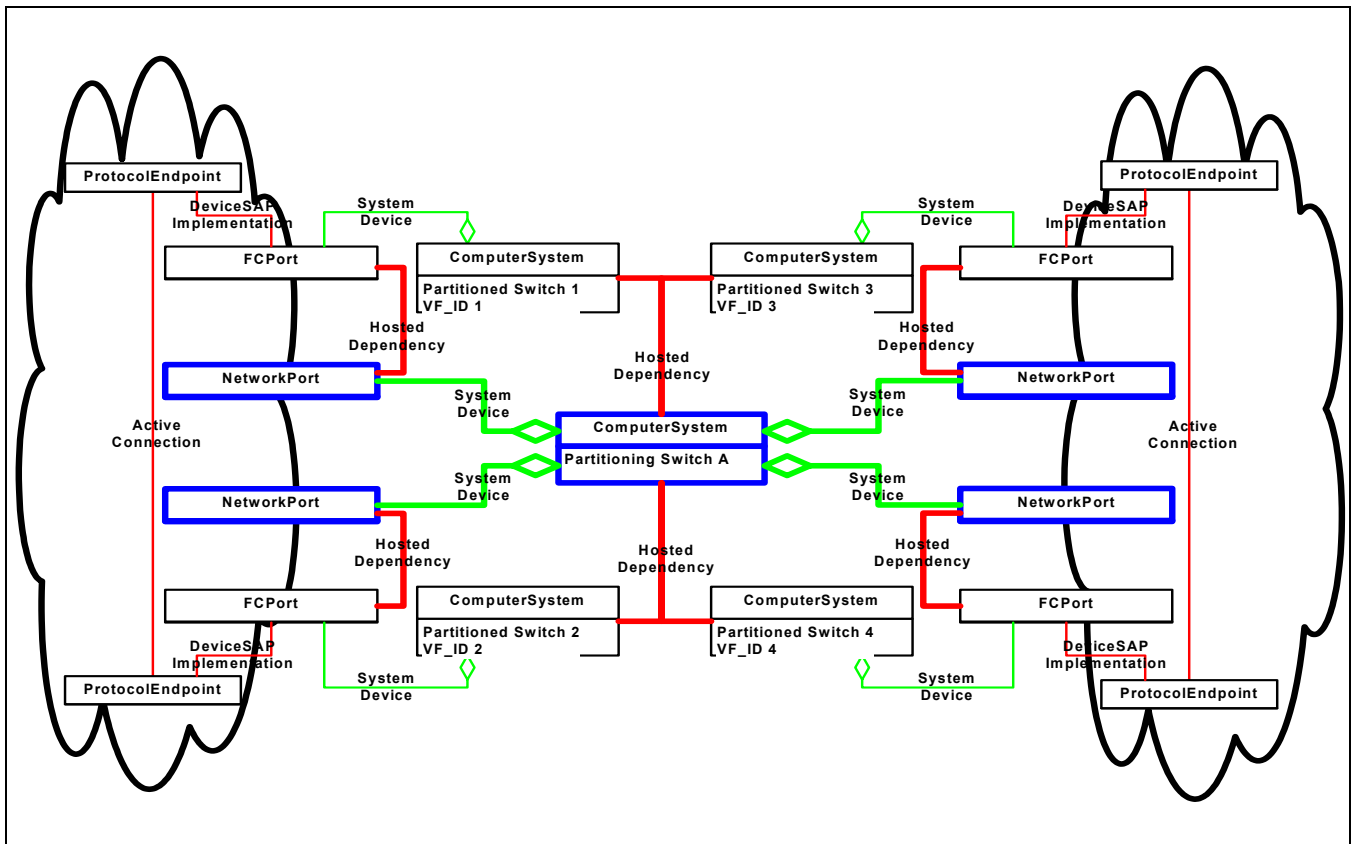 ProtocolEndpoint
ProtocolEndpoint
DeviceSAP
Implementation
System
Device
System
Device
DeviceSAP
Implementation
FCPort
ComputerSystem
ComputerSystem
FCPort
Partitioned Switch 1
VF_ID 1
Partitioned Switch 3
VF_ID 3
Hosted
Dependency
Hosted
Dependency
Hosted
Dependency
NetworkPort
NetworkPort
System
Device
System
Device
Active
Connection
ComputerSystem
Active
Connection
Partitioning Switch A
System
Device
System
Device
NetworkPort
NetworkPort
Hosted
Dependency
Hosted
Dependency
Hosted
Dependency
FCPort
ComputerSystem
ComputerSystem
FCPort
Partitioned Switch 2
VF_ID 2
Partitioned Switch 4
VF_ID 4
DeviceSAP
Implementation
System
Device
System
Device
DeviceSAP
Implementation
ProtocolEndpoint
ProtocolEndpoint